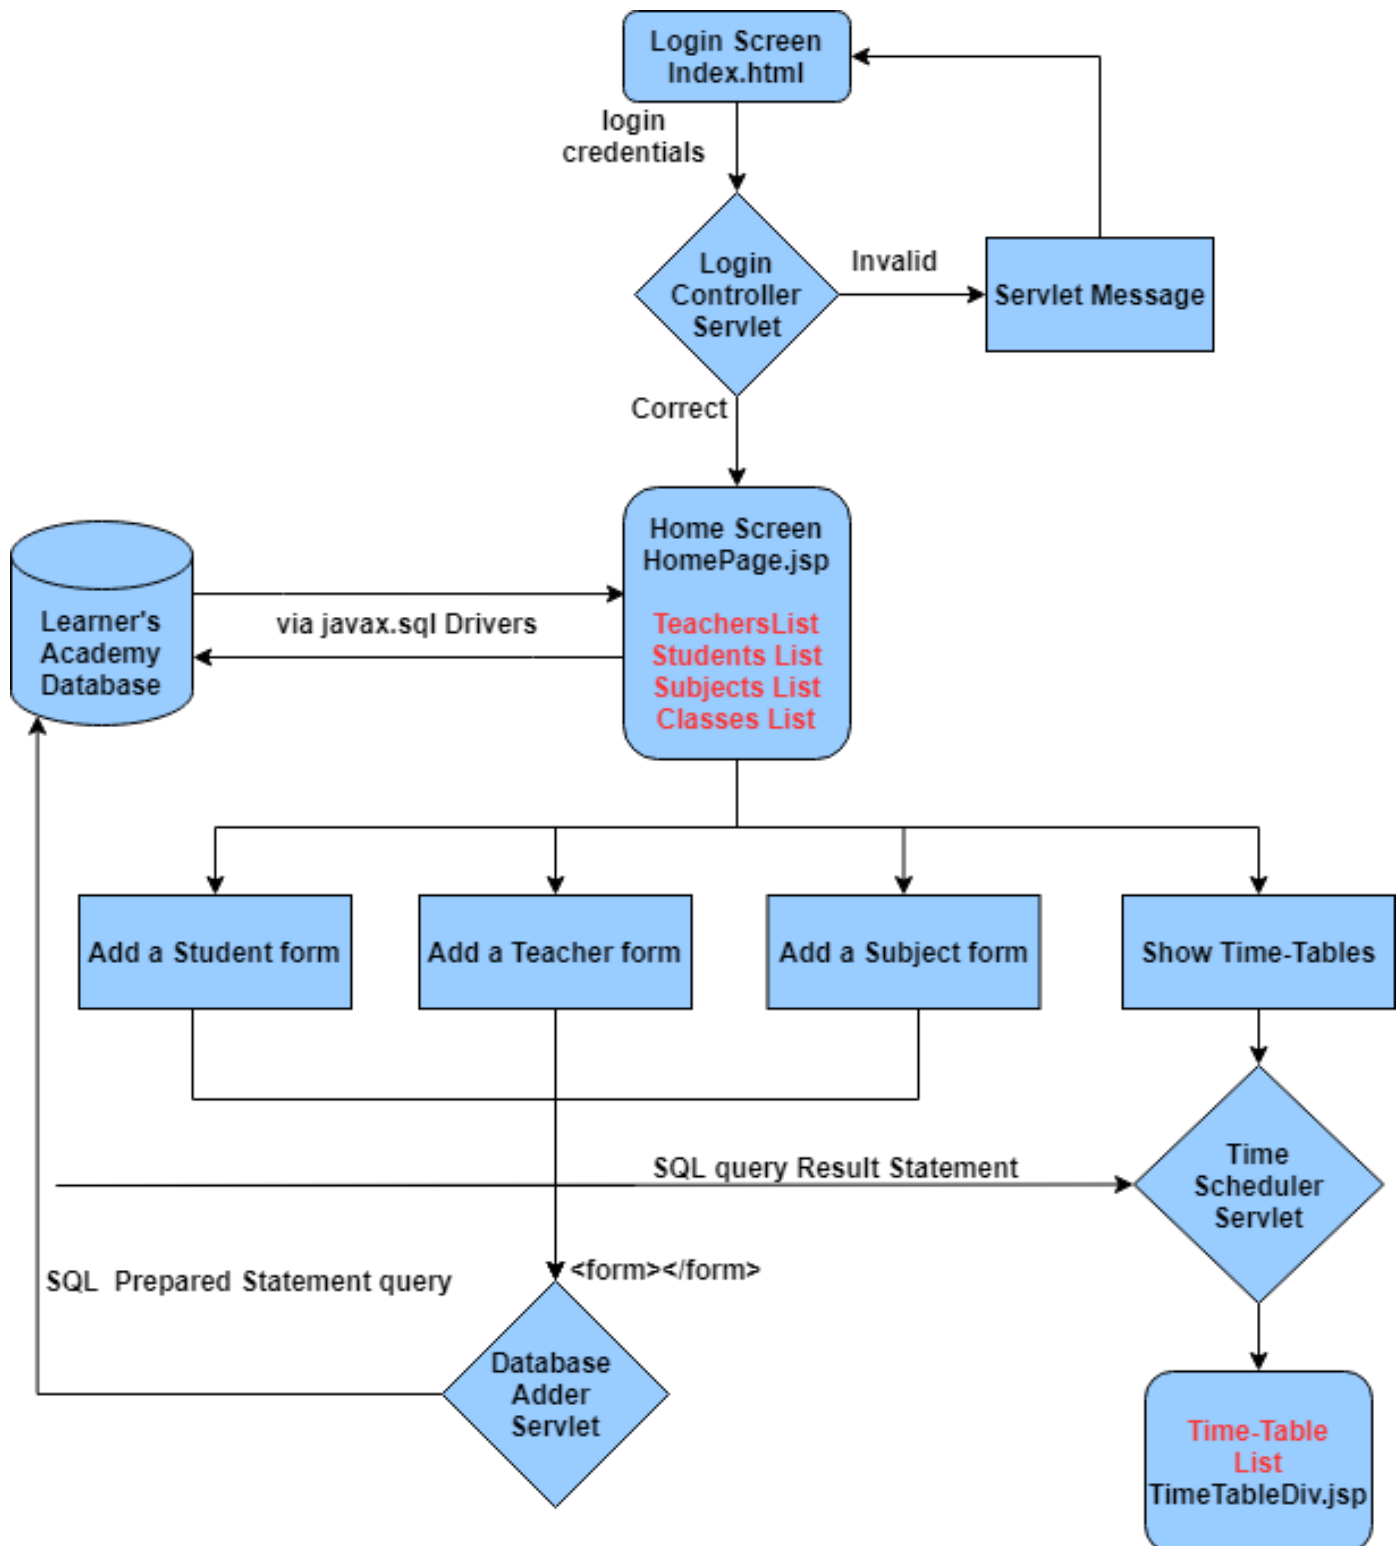 Login Screen
Index.html
login
credentials
Login
Controller
Servlet
Invalid
Servlet Message
Correct
Home Screen
HomePage.jsp
TeachersList
Students List
Subjects List
Classes List
Learner's
Academy
Database
via javax.sql Drivers
Add a Student form
Add a Teacher form
Add a Subject form
Show Time-Tables
SQL query Result Statement
Time
Scheduler
Servlet
SQL  Prepared Statement query
<form></form>
Database
Adder
Servlet
Time-Table
List
TimeTableDiv.jsp